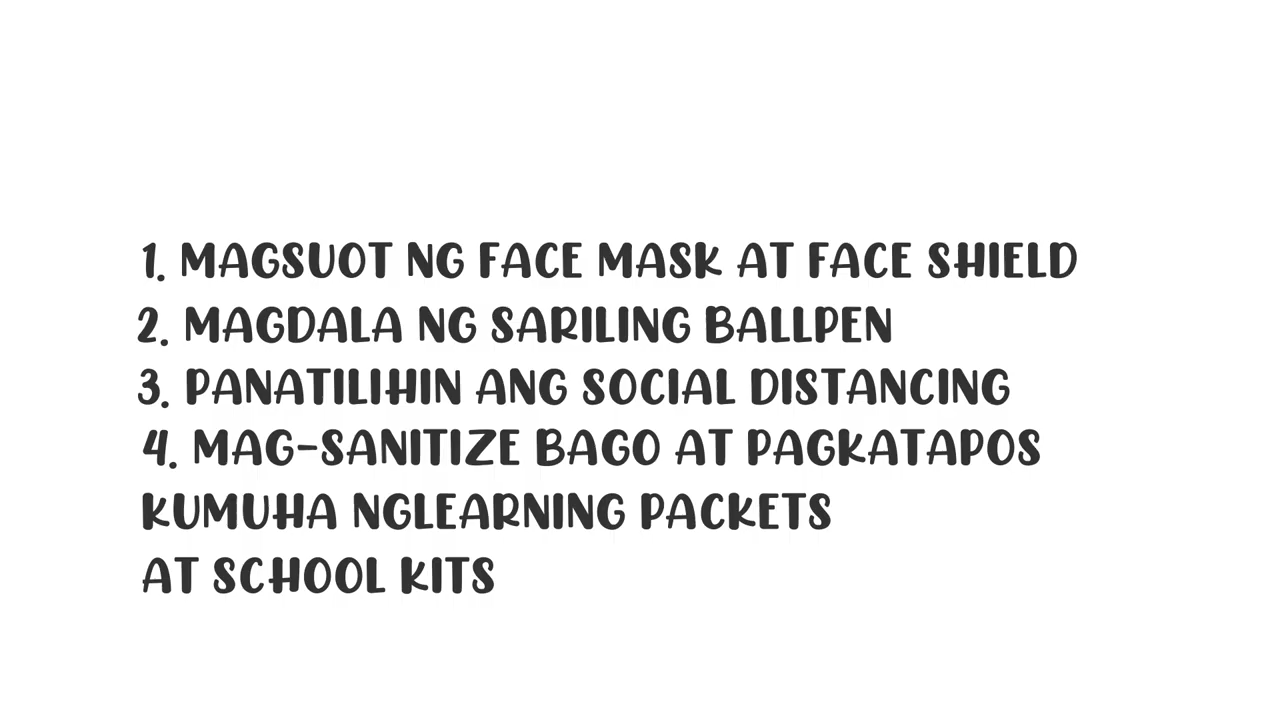 1. MAGSUOT NG FACE MASK AT FACE SHIELD
2. MAGDALA NG SARILING BALLPEN
3. PANATILIHIN ANG SOCIAL DISTANCING
4. MAG-SANITIZE BAGO AT PAGKATAPOS
KUMUHA NGLEARNING PACKETS
AT SCHOOL KITS